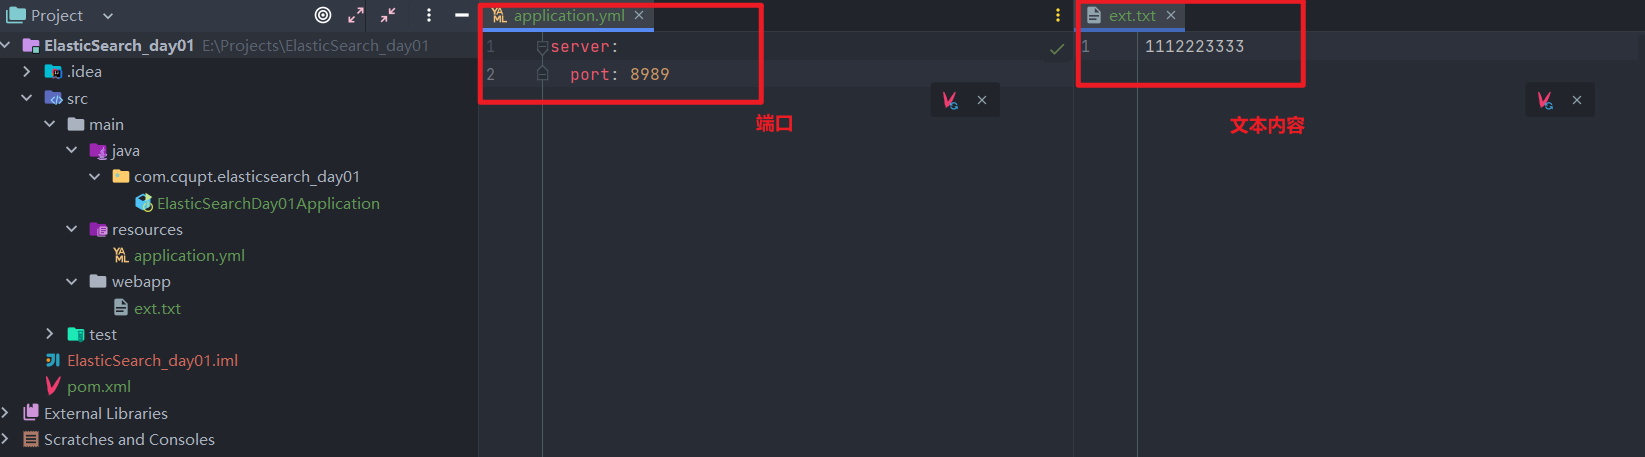 Project
ElasticSearch_day01 E:\Projects\ElasticSearch_day01
.idea
src
main
java
com.cqupt.elasticsearch_day01
ElasticSearchDay01Application
resources
application.yml
webapp
ext.txt
test
ElasticSearch_day01.iml
pom.xml
External Libraries
Scratches and Consoles
application.yml
1 server:
2 port: 8989
端口
ext.txt
1 1112223333
文本内容